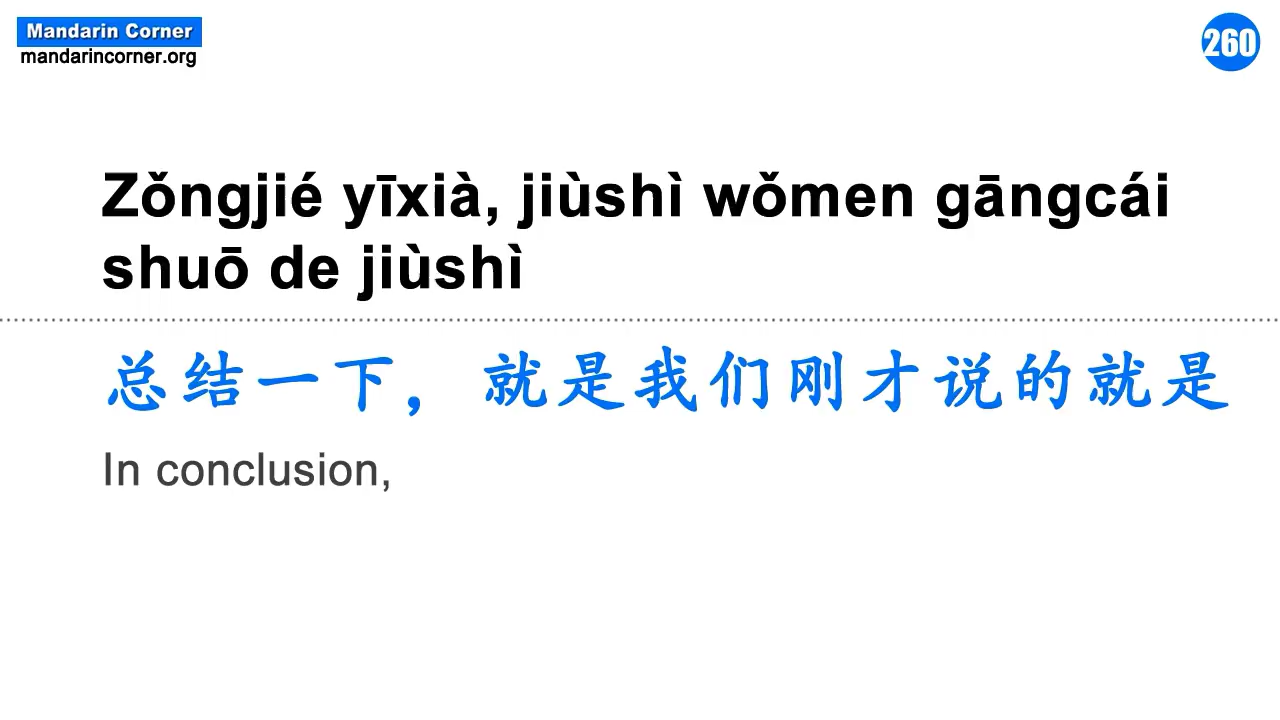 Mandarin Corner
mandarincorner.org
260
Zǒngjié yīxià, jiùshì wǒmen gāngcái
shuō de jiùshì
总结一下，就是我们刚才说的就是
In conclusion,